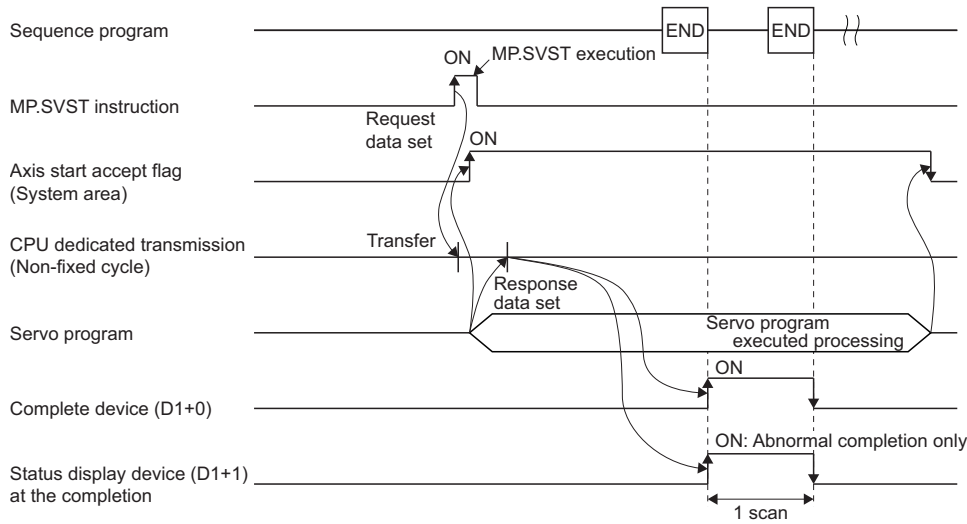 Sequence program
END
END
MP.SVST instruction
ON
MP.SVST execution
Request
data set
ON
Axis start accept flag
(System area)
CPU dedicated transmission
(Non-fixed cycle)
Transfer
Response
data set
Servo program
Servo program
executed processing
ON
Complete device (D1+0)
ON: Abnormal completion only
Status display device (D1+1)
at the completion
1 scan